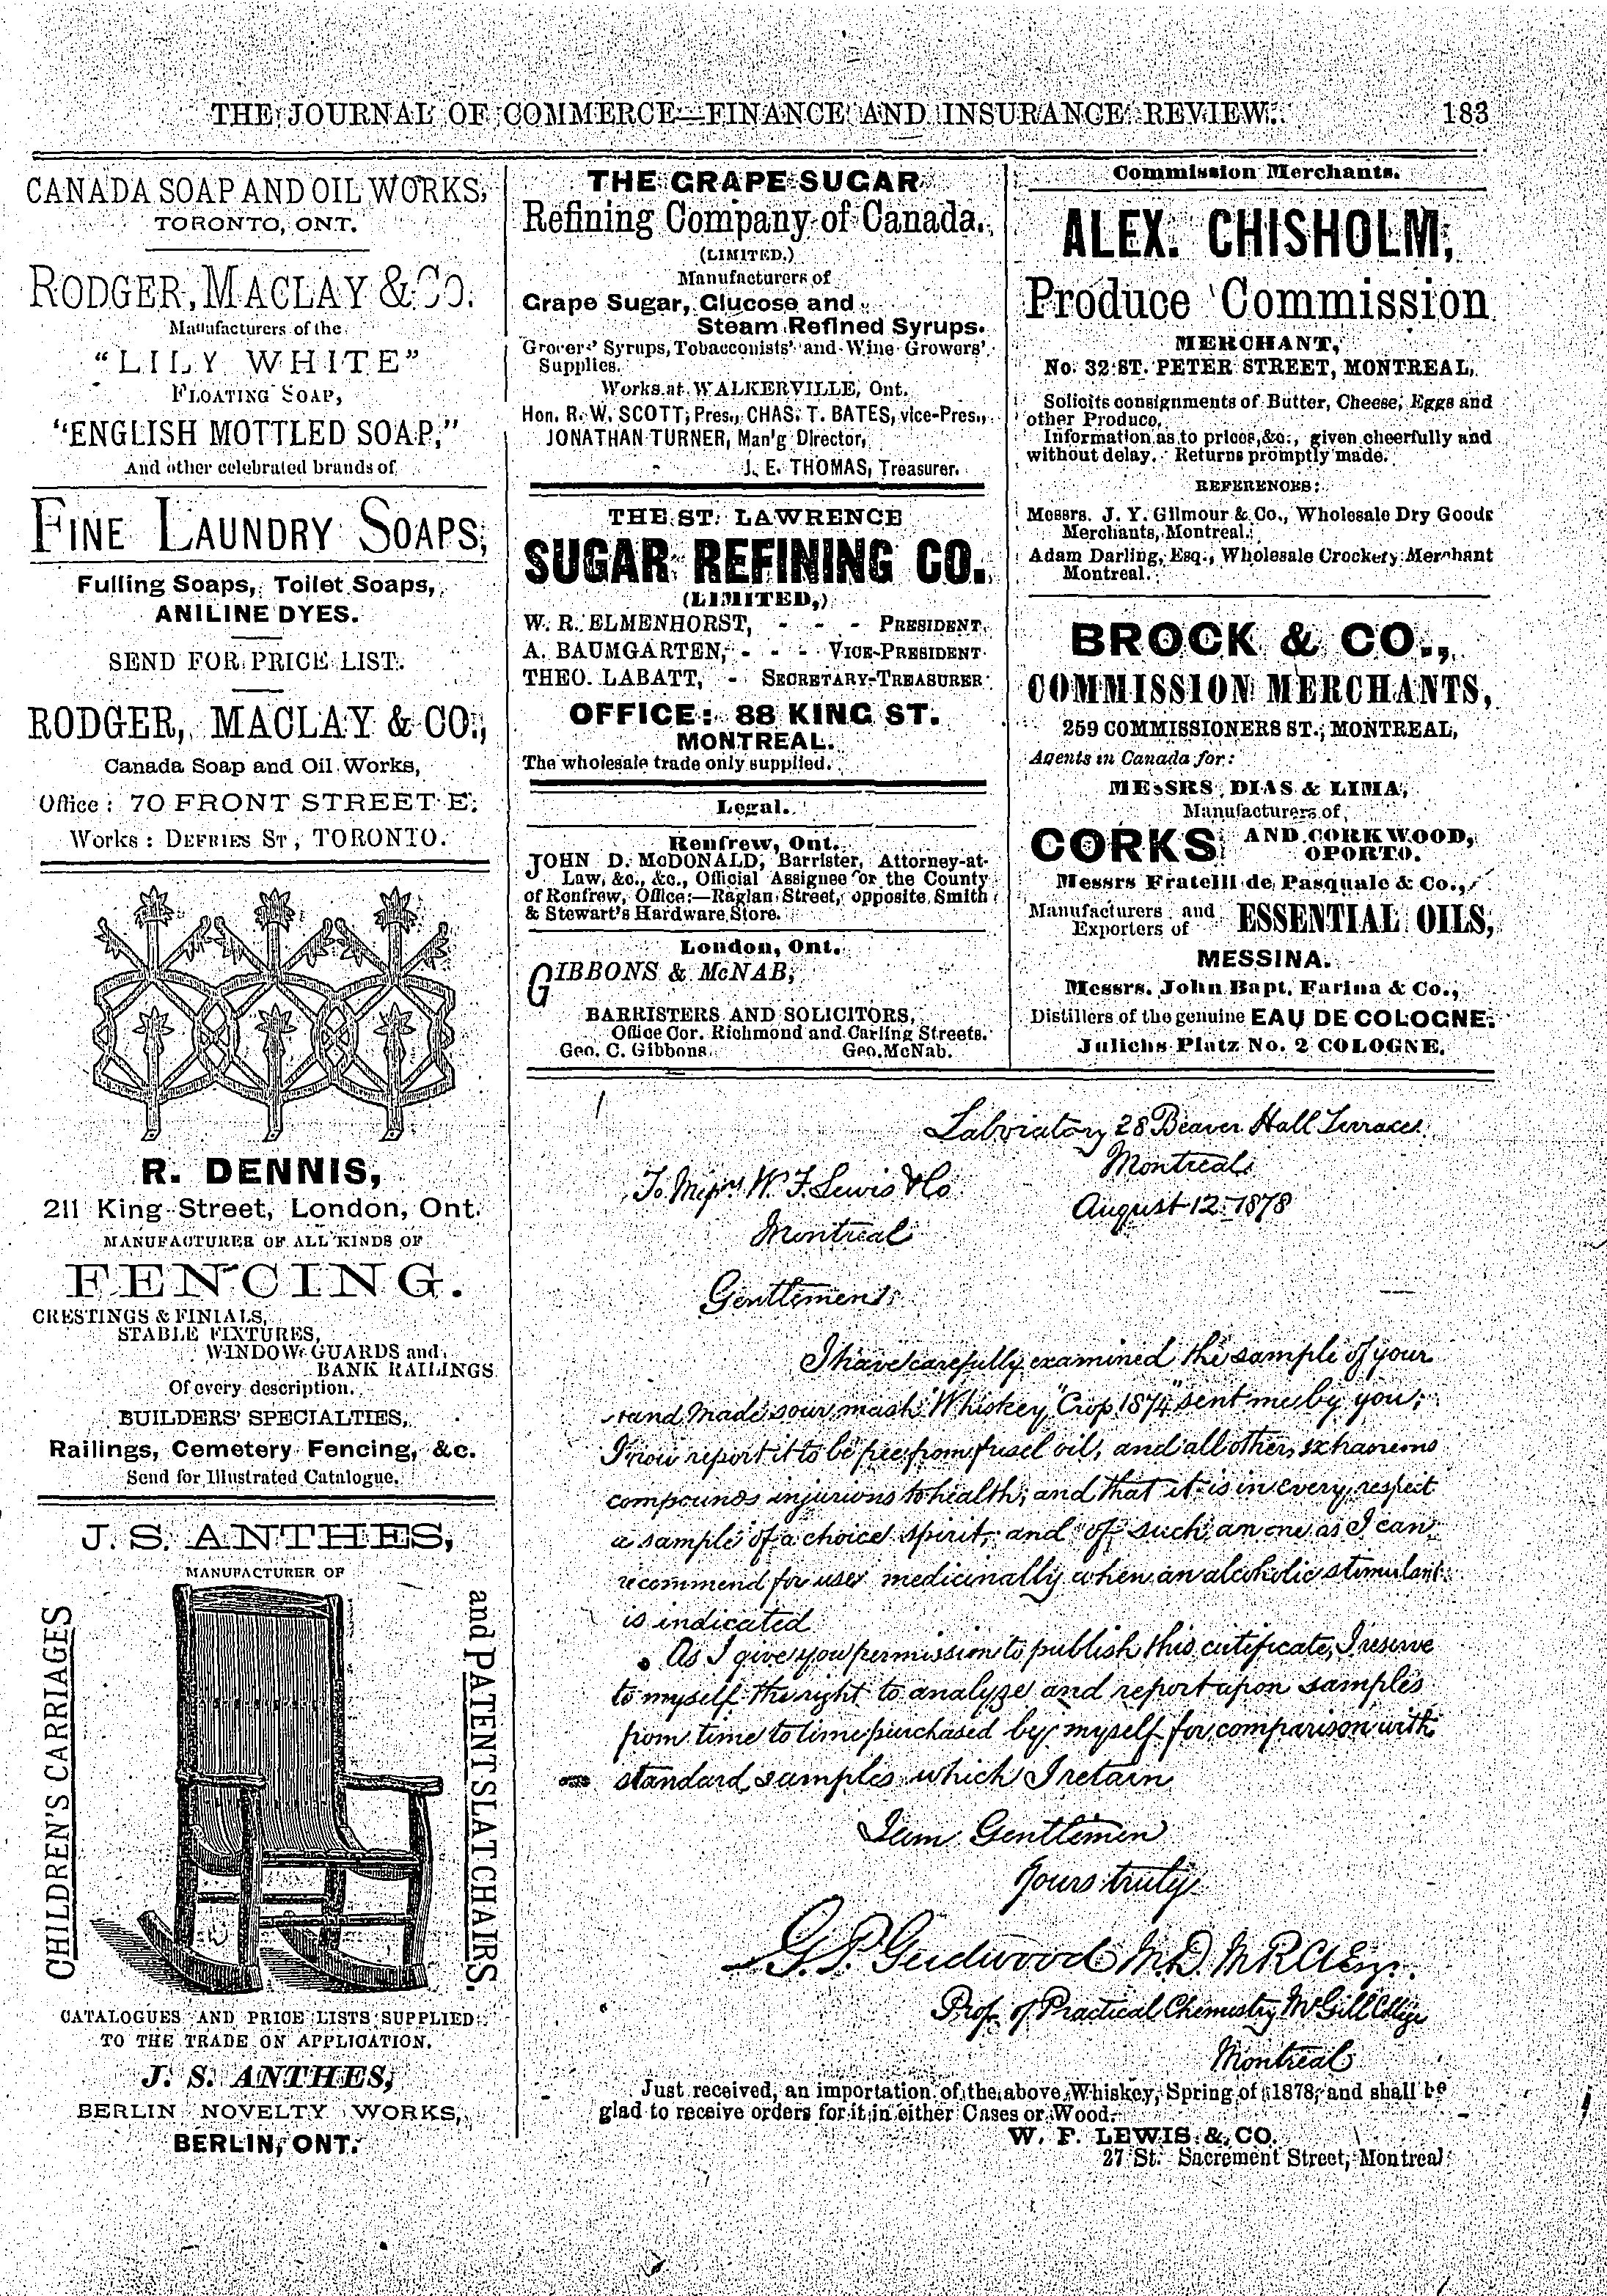 THE JOURNAL OF COMMERCE—FINANCE AND INSURANCE REVIEW. 183
CANADA SOAP AND OIL WORKS,
TORONTO, ONT.
RODGER, MACLAY & CO.
Manufacturers of the
"LILY WHITE"
FLOATING SOAP,
"ENGLISH MOTTLED SOAP,"
And other celebrated brands of
FINE LAUNDRY SOAPS,
Fulling Soaps, Toilet Soaps,
ANILINE DYES.
SEND FOR PRICE LIST.
RODGER, MACLAY & CO.,
Canada Soap and Oil Works,
Office: 70 FRONT STREET E.
Works: DEFRIES ST, TORONTO.
R. DENNIS,
211 King Street, London, Ont.
MANUFACTURER OF ALL KINDS OF
FENCING.
CRESTINGS & FINIALS,
STABLE FIXTURES,
WINDOW GUARDS and
BANK RAILINGS
Of every description.
BUILDERS' SPECIALTIES,
Railings, Cemetery Fencing, &c.
Send for Illustrated Catalogue.
J. S. ANTHES,
MANUFACTURER OF
CHILDREN'S CARRIAGES
and PATENT SLAT CHAIRS.
CATALOGUES AND PRICE LISTS SUPPLIED
TO THE TRADE ON APPLICATION.
J. S. ANTHES,
BERLIN NOVELTY WORKS,
BERLIN, ONT.
THE GRAPE SUGAR
Refining Company of Canada.
(LIMITED.)
Manufacturers of
Grape Sugar, Glucose and
Steam Refined Syrups.
Grocers' Syrups, Tobacconists' and Wine Growers'
Supplies.
Works at WALKERVILLE, Ont.
Hon. R. W. SCOTT, Pres., CHAS. T. BATES, vice-Pres.,
JONATHAN TURNER, Man'g Director,
J. E. THOMAS, Treasurer.
THE ST. LAWRENCE
SUGAR REFINING CO.
(LIMITED,)
W. R. ELMENHORST, - - - PRESIDENT.
A. BAUMGARTEN, - - - VICE-PRESIDENT
THEO. LABATT, - SECRETARY-TREASURER
OFFICE: 88 KING ST.
MONTREAL.
The wholesale trade only supplied.
Legal.
Renfrew, Ont.
JOHN D. McDONALD, Barrister, Attorney-at-
Law, &c., &c., Official Assignee for the County
of Renfrew, Office:—Raglan Street, opposite Smith
& Stewart's Hardware Store.
London, Ont.
GIBBONS & McNAB,
BARRISTERS AND SOLICITORS,
Office Cor. Richmond and Carling Streets.
Geo. C. Gibbons. Geo. McNab.
Commission Merchants.
ALEX. CHISHOLM,
Produce Commission
MERCHANT,
No. 32 ST. PETER STREET, MONTREAL,
Solicits consignments of Butter, Cheese, Eggs and
other Produce.
Information as to prices, &c., given cheerfully and
without delay. Returns promptly made.
REFERENCES:
Messrs. J. Y. Gilmour & Co., Wholesale Dry Goods
Merchants, Montreal.
Adam Darling, Esq., Wholesale Crockery Merchant
Montreal.
BROCK & CO.,
COMMISSION MERCHANTS,
259 COMMISSIONERS ST., MONTREAL,
Agents in Canada for:
MESSRS. DIAS & LIMA,
Manufacturers of
CORKS AND CORKWOOD,
OPORTO.
Messrs Fratelli de Pasquale & Co.,
Manufacturers and
Exporters of ESSENTIAL OILS,
MESSINA.
Messrs. John Bapt. Farina & Co.,
Distillers of the genuine EAU DE COLOGNE.
Julichs Platz No. 2 COLOGNE.
Laboratory 28 Beaver Hall Terrace
Montreal
August 12 1878
To Messrs W. F. Lewis & Co
Montreal
Gentlemen,
I have carefully examined the sample of your
Hand Made sour mash Whiskey, "Crop 1874" sent me by you;
I now report it to be free from fusel oil, and all other extraneous
compounds injurious to health; and that it is in every respect
a sample of a choice spirit, and of such an one as I can
recommend for use medicinally when an alcoholic stimulant
is indicated
As I give you permission to publish this certificate, I reserve
to myself the right to analyze and report upon samples
from time to time purchased by myself for comparison with
standard samples which I retain
I am Gentlemen
Yours truly
G. P. Girdwood M.D. M.R.C.S. Eng.
Prof. of Practical Chemistry McGill College
Montreal
Just received, an importation of the above Whiskey, Spring of 1878, and shall be
glad to receive orders for it in either Cases or Wood.
W. F. LEWIS & CO.
27 St. Sacrement Street, Montreal